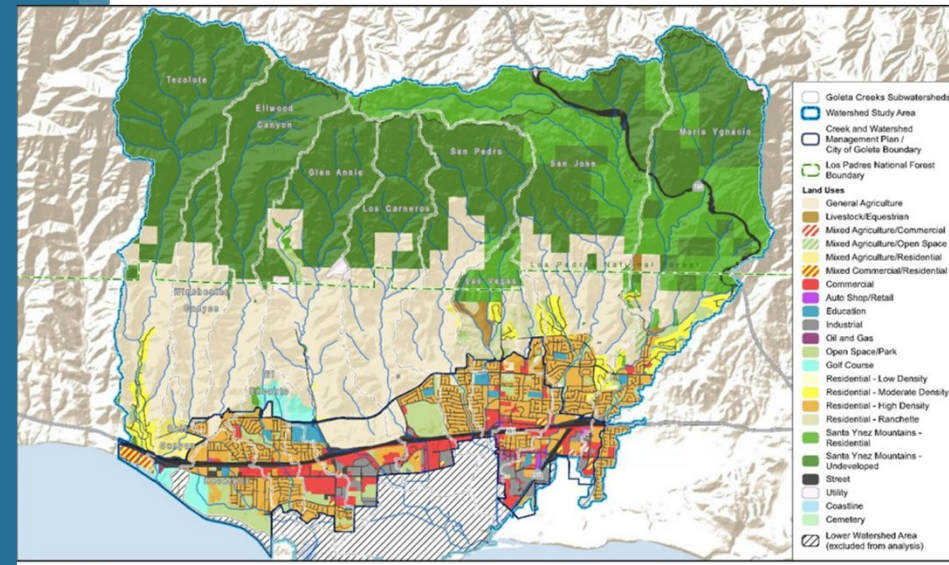 Tecolote
Ellwood
Canyon
Glen Annie
Los Carneros
San Pedro
San Jose
Maria Ygnacio
Las Vegas
Los Padres National Forest
Winchester
Canyon
El
Canyon
Goleta Creeks Subwatersheds
Watershed Study Area
Creek and Watershed
Management Plan /
City of Goleta Boundary
Los Padres National Forest
Boundary
Land Uses
General Agriculture
Livestock/Equestrian
Mixed Agriculture/Commercial
Mixed Agriculture/Open Space
Mixed Agriculture/Residential
Mixed Commercial/Residential
Commercial
Auto Shop/Retail
Education
Industrial
Oil and Gas
Open Space/Park
Golf Course
Residential - Low Density
Residential - Moderate Density
Residential - High Density
Residential - Ranchette
Santa Ynez Mountains -
Residential
Santa Ynez Mountains -
Undeveloped
Street
Utility
Coastline
Cemetery
Lower Watershed Area
(excluded from analysis)